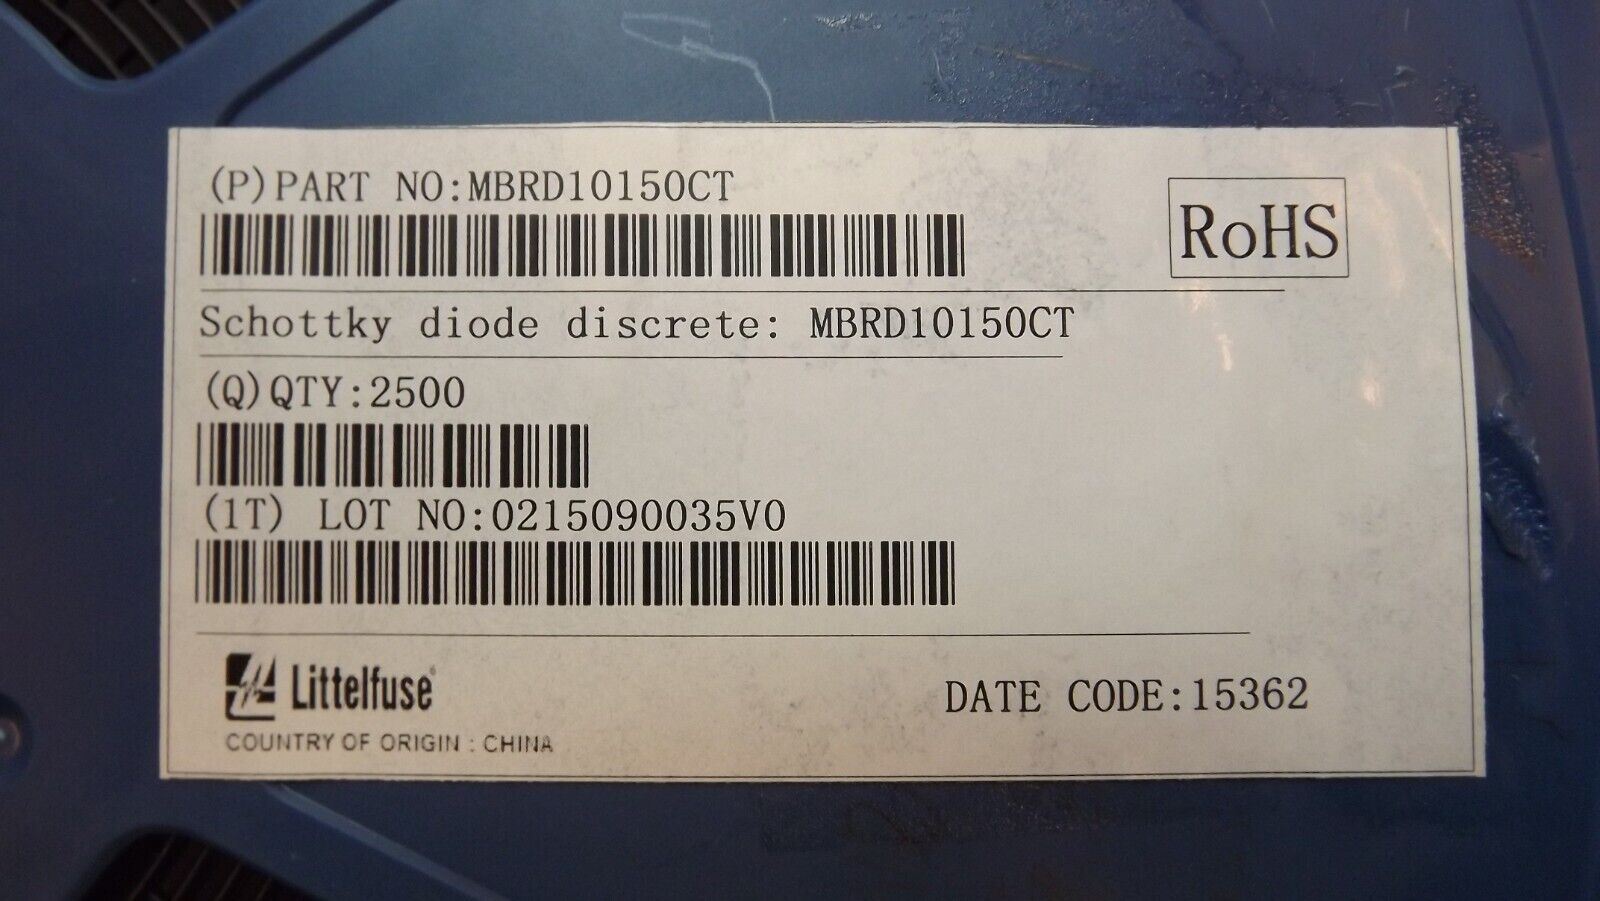 (P)PART NO:MBRD10150CT
RoHS
Schottky diode discrete: MBRD10150CT
(Q)QTY:2500
(1T) LOT NO:0215090035V0
Littelfuse®
DATE CODE:15362
COUNTRY OF ORIGIN : CHINA